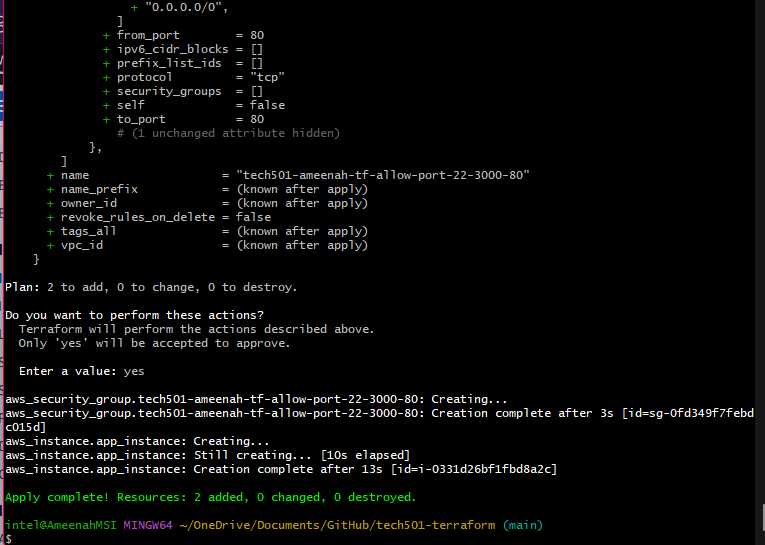 + "0.0.0.0/0",
]
+ from_port        = 80
+ ipv6_cidr_blocks = []
+ prefix_list_ids  = []
+ protocol         = "tcp"
+ security_groups  = []
+ self             = false
+ to_port          = 80
# (1 unchanged attribute hidden)
},
]
+ name                   = "tech501-ameenah-tf-allow-port-22-3000-80"
+ name_prefix            = (known after apply)
+ owner_id               = (known after apply)
+ revoke_rules_on_delete = false
+ tags_all               = (known after apply)
+ vpc_id                 = (known after apply)
}
Plan: 2 to add, 0 to change, 0 to destroy.
Do you want to perform these actions?
Terraform will perform the actions described above.
Only 'yes' will be accepted to approve.
Enter a value: yes
aws_security_group.tech501-ameenah-tf-allow-port-22-3000-80: Creating...
aws_security_group.tech501-ameenah-tf-allow-port-22-3000-80: Creation complete after 3s [id=sg-0fd349f7febd
c015d]
aws_instance.app_instance: Creating...
aws_instance.app_instance: Still creating... [10s elapsed]
aws_instance.app_instance: Creation complete after 13s [id=i-0331d26bf1fbd8a2c]
Apply complete! Resources: 2 added, 0 changed, 0 destroyed.
intel@AmeenahMSI MINGW64 ~/OneDrive/Documents/GitHub/tech501-terraform (main)
$